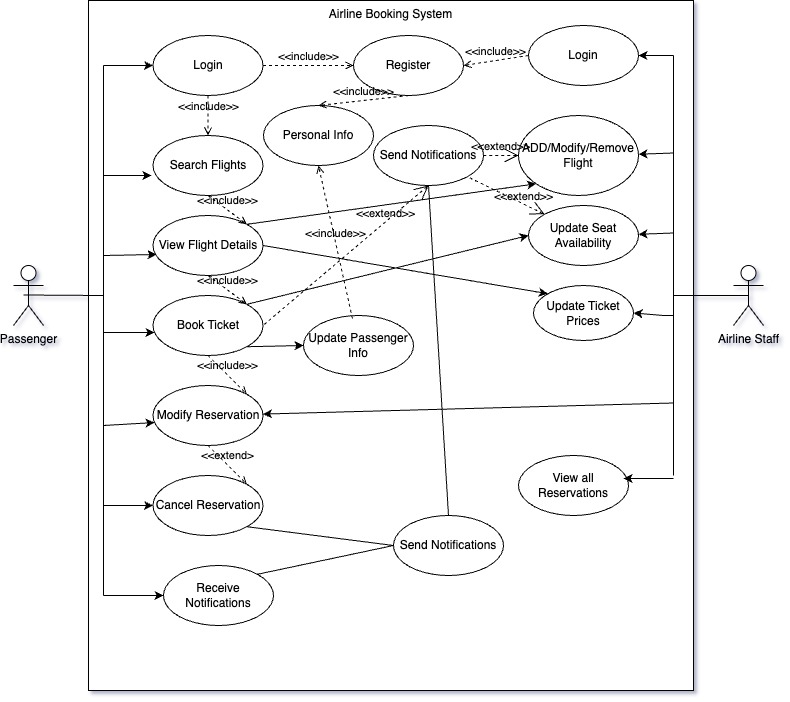 Airline Booking System
Login
<<include>>
Register
<<include>>
Login
<<include>>
<<include>>
Personal Info
Send Notifications
<<extend>
ADD/Modify/Remove
Flight
Search Flights
<<include>>
<<extend>
<<extend>>
View Flight Details
<<include>>
Update Seat
Availability
<<include>>
Book Ticket
Update Passenger
Info
Update Ticket
Prices
Passenger
Airline Staff
<<include>>
Modify Reservation
<<extend>
Cancel Reservation
View all
Reservations
Send Notifications
Receive
Notifications